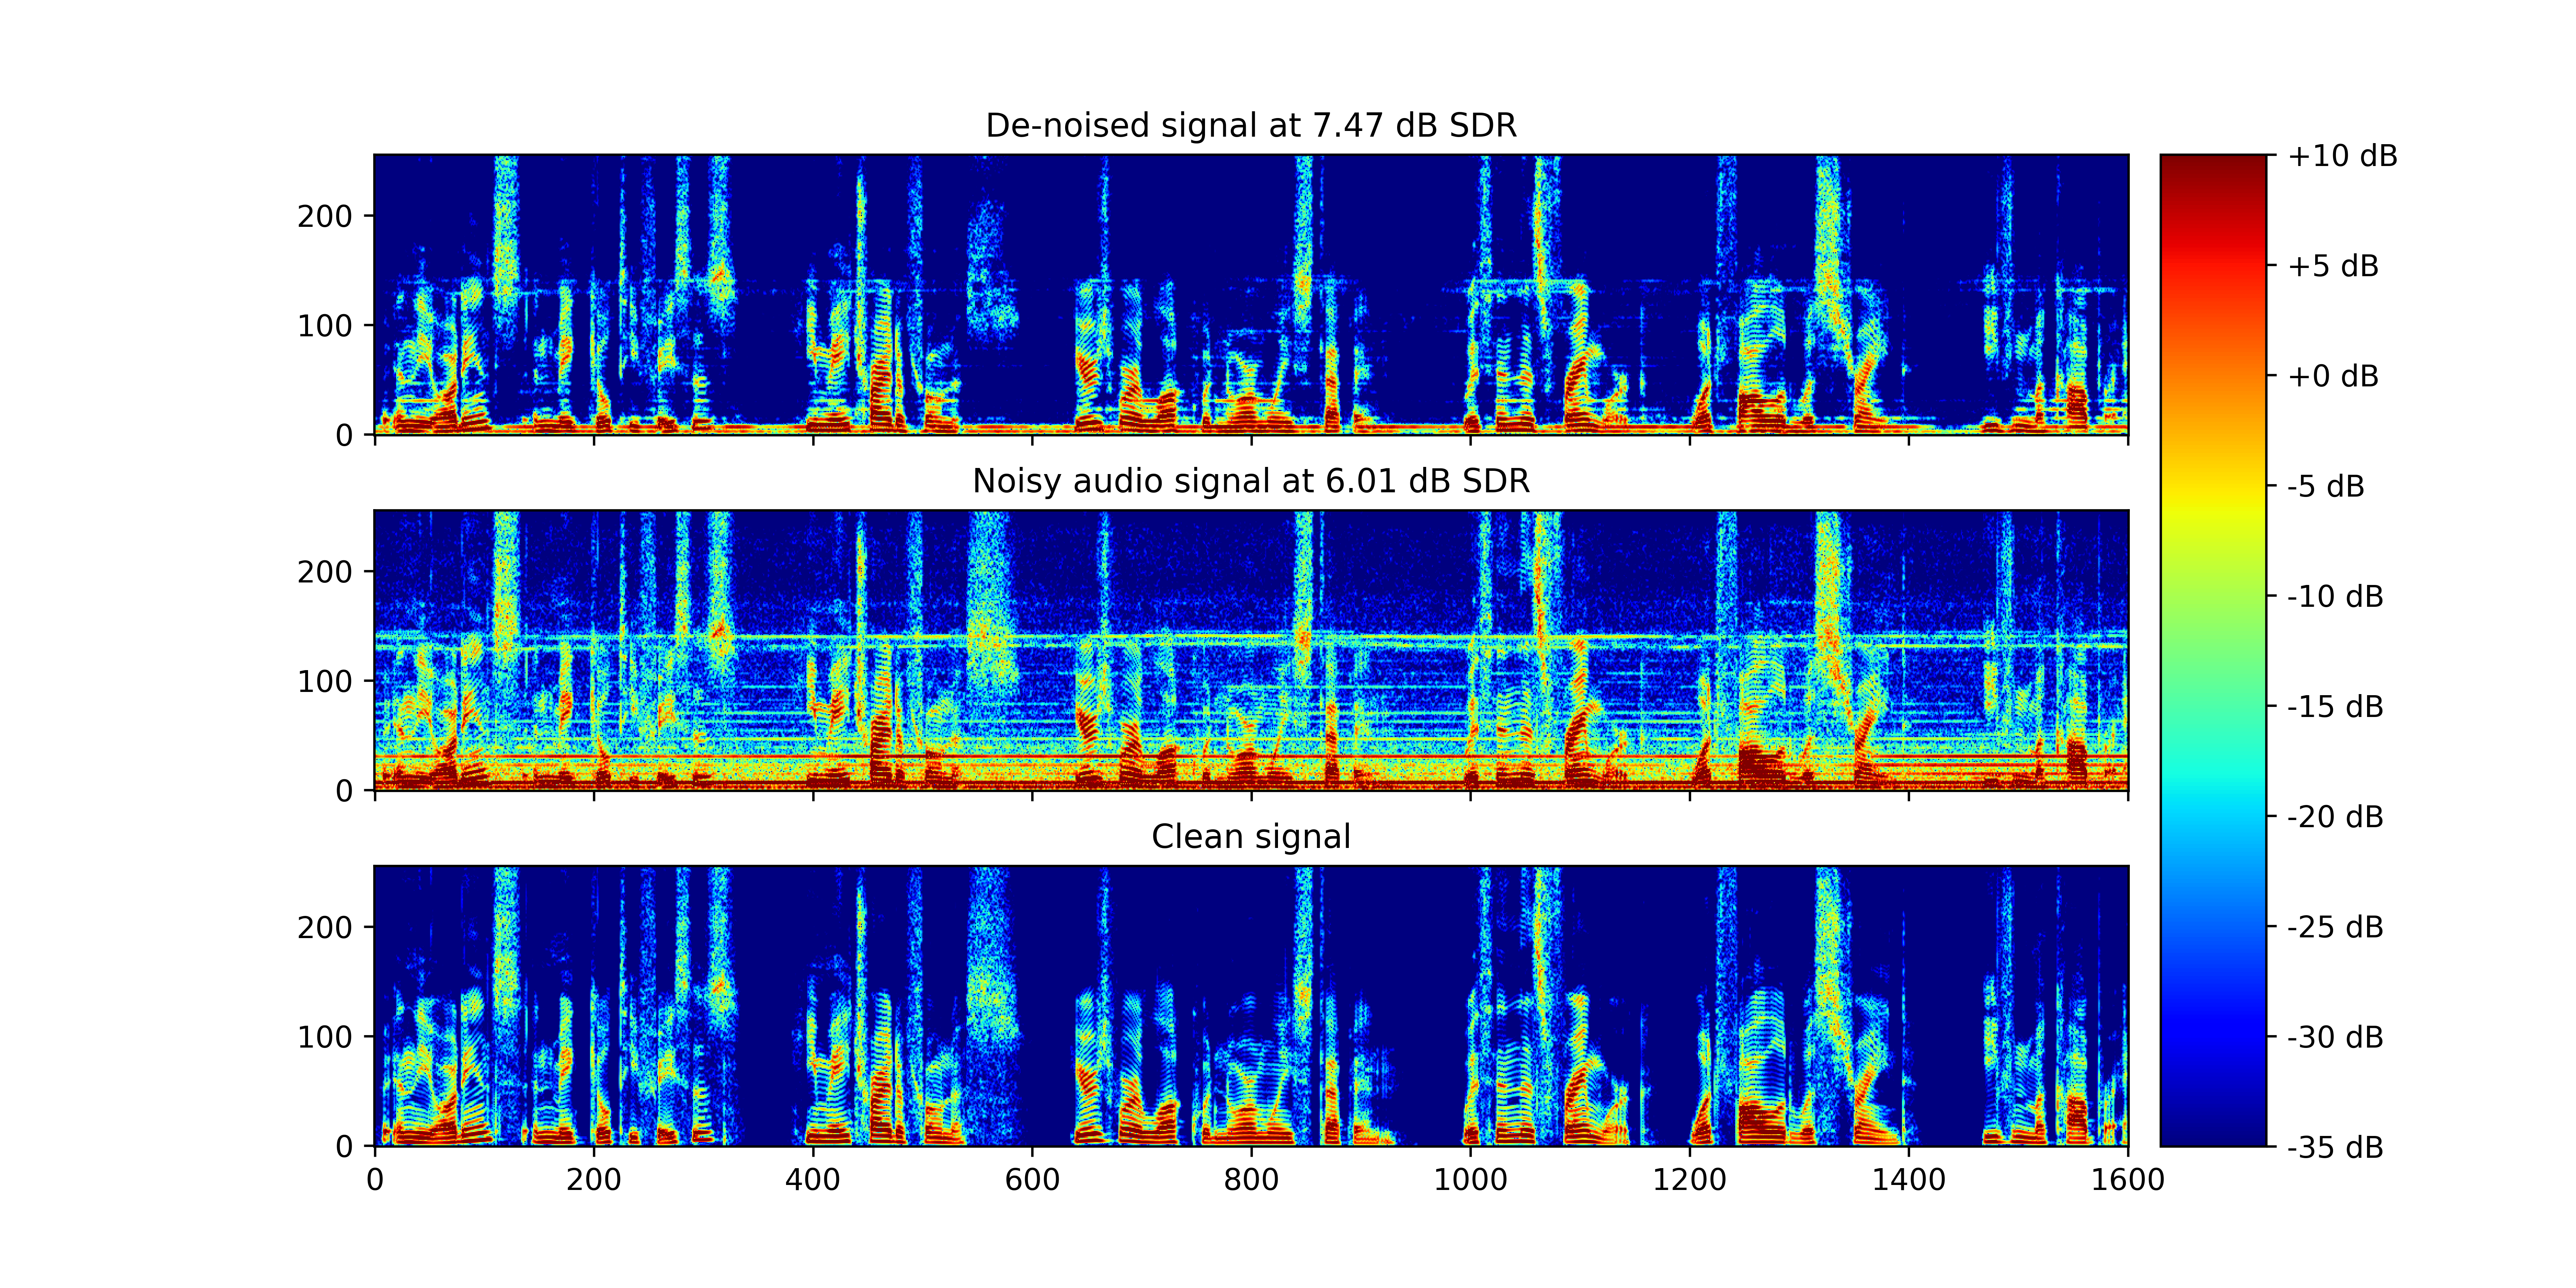 De-noised signal at 7.47 dB SDR
200
100
0
Noisy audio signal at 6.01 dB SDR
200
100
0
Clean signal
200
100
0
0 200 400 600 800 1000 1200 1400 1600
+10 dB
+5 dB
+0 dB
-5 dB
-10 dB
-15 dB
-20 dB
-25 dB
-30 dB
-35 dB